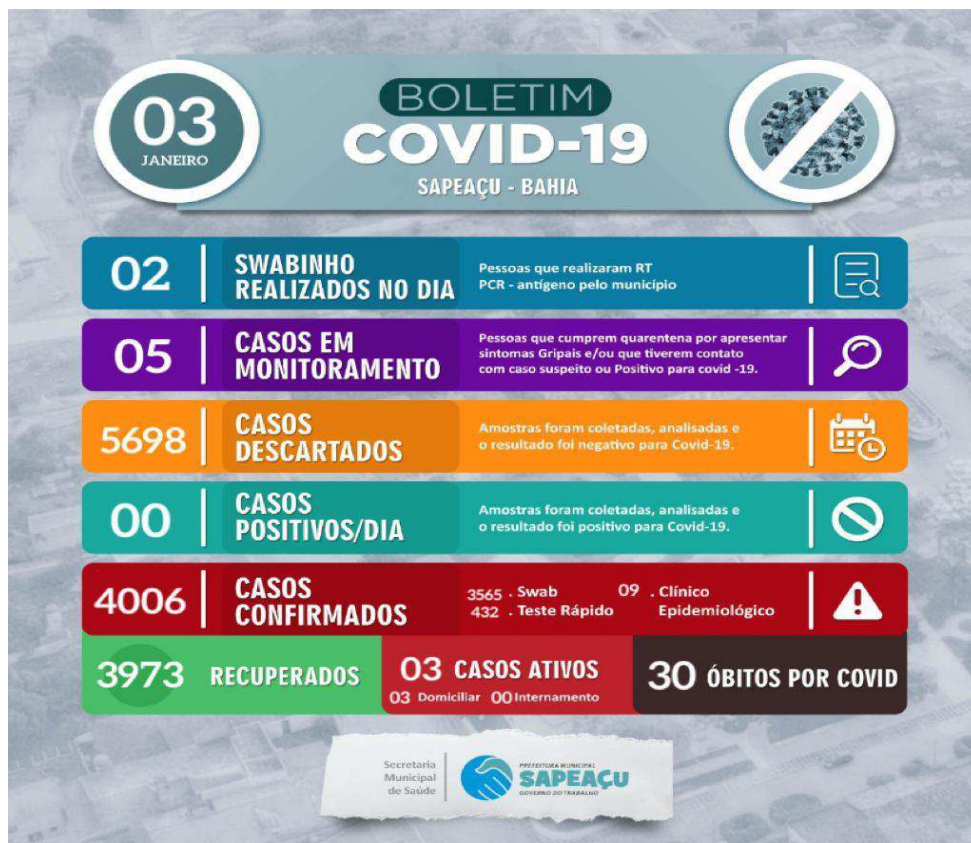 03
JANEIRO
BOLETIM
COVID-19
SAPEAÇU - BAHIA
02
SWABINHO
REALIZADOS NO DIA
Pessoas que realizaram RT
PCR - antígeno pelo município
05
CASOS EM
MONITORAMENTO
Pessoas que cumprem quarentena por apresentar
sintomas Gripais e/ou que tiverem contato
com caso suspeito ou Positivo para covid -19.
5698
CASOS
DESCARTADOS
Amostras foram coletadas, analisadas e
o resultado foi negativo para Covid-19.
00
CASOS
POSITIVOS/DIA
Amostras foram coletadas, analisadas e
o resultado foi positivo para Covid-19.
4006
CASOS
CONFIRMADOS
3565 . Swab
432 . Teste Rápido
09 . Clínico
Epidemiológico
3973 RECUPERADOS
03 CASOS ATIVOS
03 Domiciliar 00 Internamento
30 ÓBITOS POR COVID
Secretaria
Municipal
de Saúde
PREFEITURA MUNICIPAL
SAPEAÇU
GOVERNO DO TRABALHO